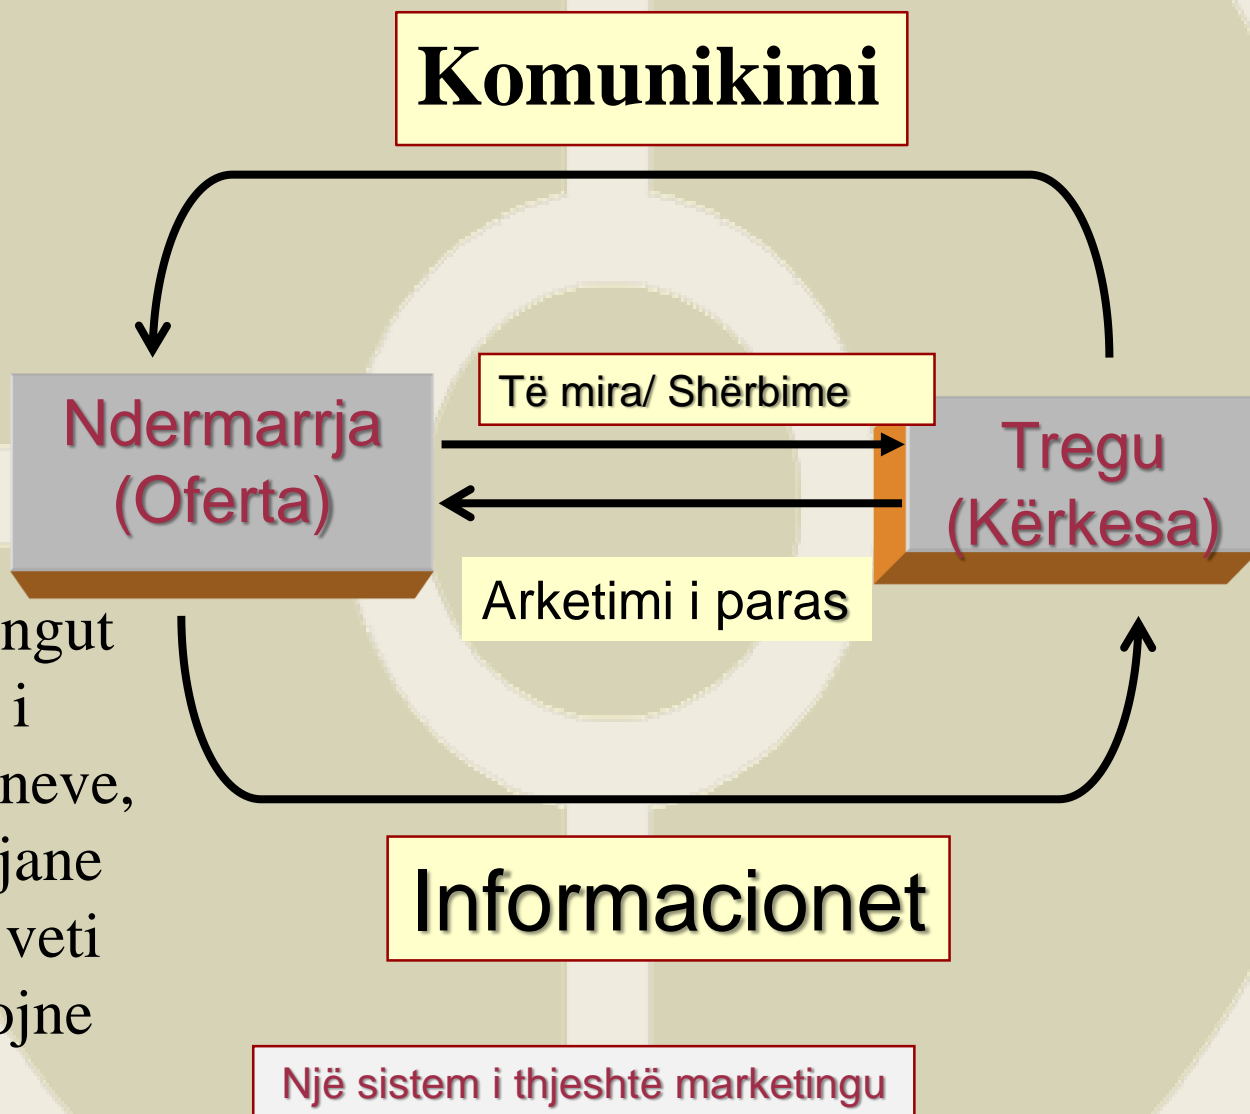 Komunikimi
Të mira/ Shërbime
Ndermarrja
(Oferta)
Tregu
(Kërkesa)
Arketimi i paras
ngut
i
neve,
jane
veti
ojne
Informacionet
Një sistem i thjeshtë marketingu